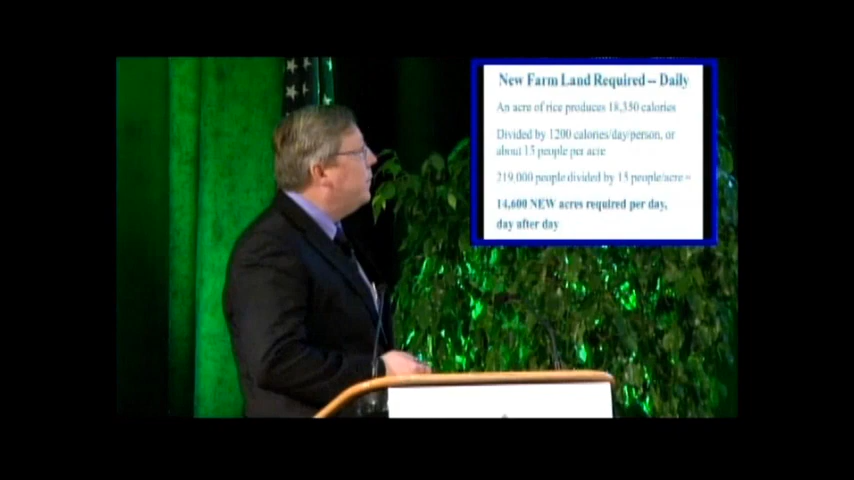 New Farm Land Required – Daily
An acre of rice produces 18,350 calories
Divided by 1200 calories/day/person, or
about 15 people per acre
219,000 people divided by 15 people/acre =
14,600 NEW acres required per day,
day after day